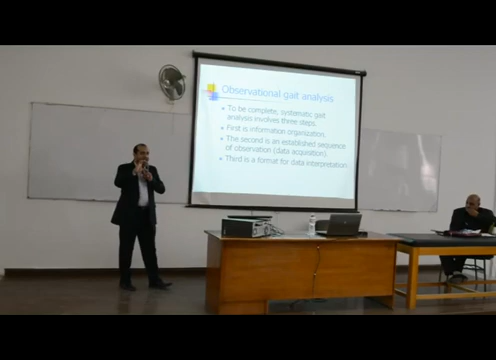 Observational gait analysis
To be complete, systematic gait
analysis involves three steps.
First is information organization.
The second is an established sequence
of observation (data acquisition).
Third is a format for data interpretation